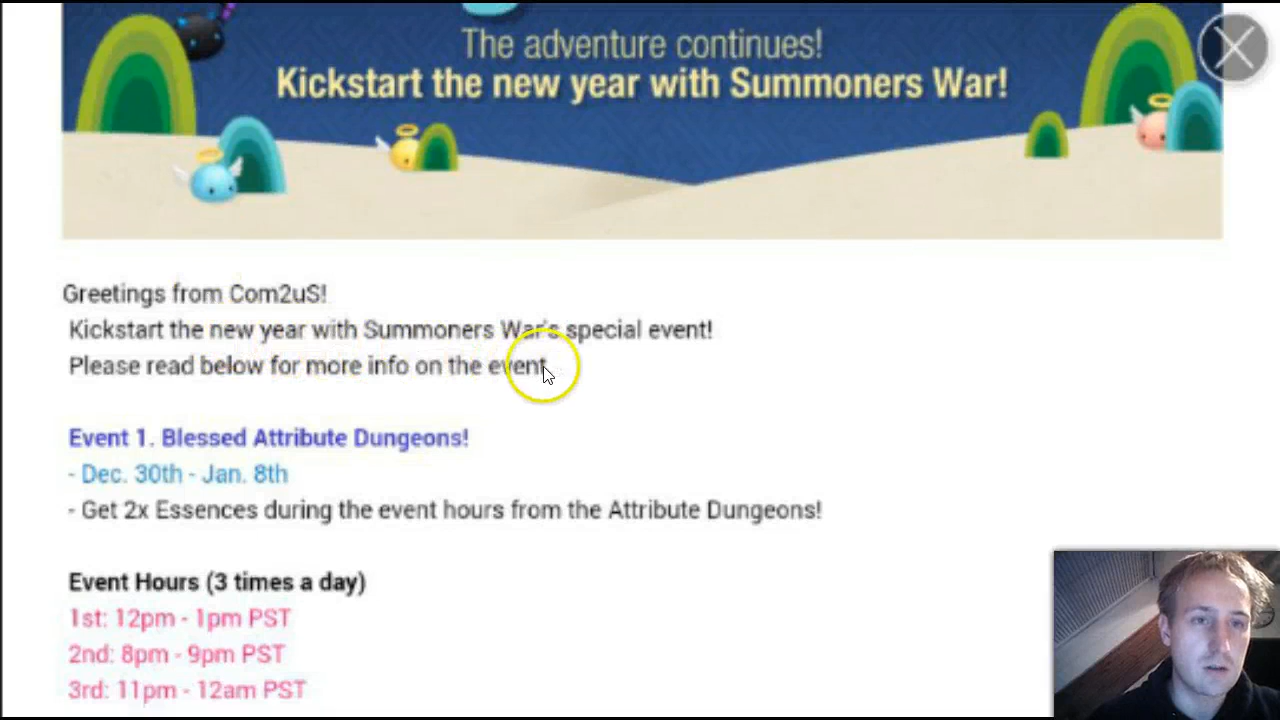 The adventure continues!
Kickstart the new year with Summoners War!
Greetings from Com2uS!
Kickstart the new year with Summoners War's special event!
Please read below for more info on the event.
Event 1. Blessed Attribute Dungeons!
- Dec. 30th - Jan. 8th
- Get 2x Essences during the event hours from the Attribute Dungeons!
Event Hours (3 times a day)
1st: 12pm - 1pm PST
2nd: 8pm - 9pm PST
3rd: 11pm - 12am PST